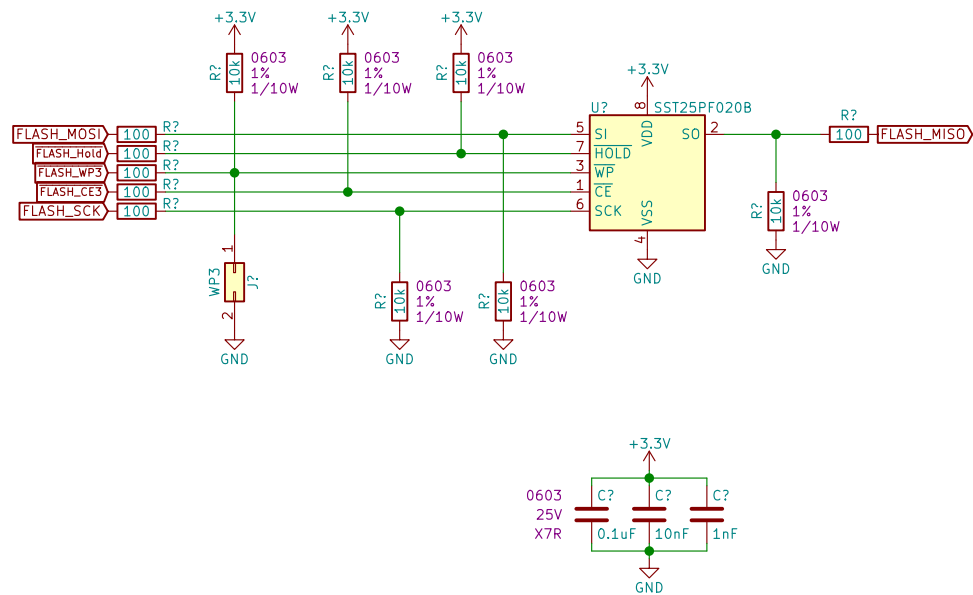 +3.3V
+3.3V
+3.3V
R?
10k
0603
1%
1/10W
R?
10k
0603
1%
1/10W
R?
10k
0603
1%
1/10W
+3.3V
U?
8
SST25PF020B
FLASH_MOSI
100
R?
5
SI
VDD
SO
2
R?
100
FLASH_MISO
FLASH_Hold
100
R?
7
HOLD
FLASH_WP3
100
R?
3
WP
FLASH_CE3
100
R?
1
CE
FLASH_SCK
100
R?
6
SCK
VSS
4
GND
R?
10k
0603
1%
1/10W
GND
1
WP3
J?
2
GND
R?
10k
0603
1%
1/10W
GND
R?
10k
0603
1%
1/10W
GND
+3.3V
0603
25V
X7R
C?
0.1uF
C?
10nF
C?
1nF
GND